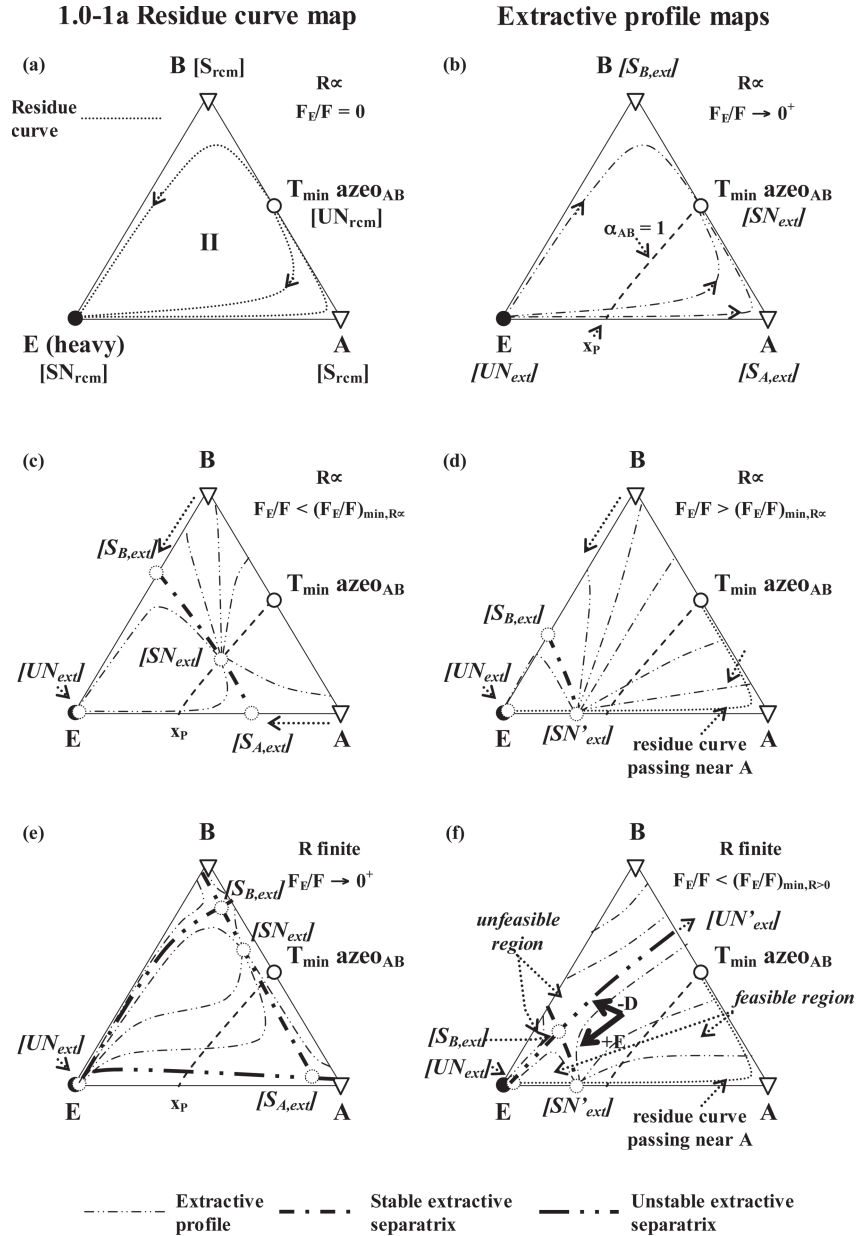 1.0-1a Residue curve map
Extractive profile maps
(a)
B [S_rcm]
R∝
F_E/F = 0
Residue
curve
T_min azeo_AB
[UN_rcm]
II
E (heavy)
[SN_rcm]
A
[S_rcm]
(b)
B [S_B,ext]
R∝
F_E/F → 0⁺
T_min azeo_AB
[SN_ext]
α_AB = 1
E
[UN_ext]
x_P
A
[S_A,ext]
(c)
B
R∝
F_E/F < (F_E/F)_min,R∝
[S_B,ext]
T_min azeo_AB
[SN_ext]
[UN_ext]
E
x_P
[S_A,ext]
A
(d)
B
R∝
F_E/F > (F_E/F)_min,R∝
T_min azeo_AB
[S_B,ext]
[UN_ext]
E
[SN'_ext]
residue curve
passing near A
A
(e)
B
R finite
F_E/F → 0⁺
[S_B,ext]
[SN_ext]
T_min azeo_AB
[UN_ext]
E
x_P
[S_A,ext]
A
(f)
B
R finite
F_E/F < (F_E/F)_min,R>0
unfeasible
region
[UN'_ext]
T_min azeo_AB
-D
feasible region
[S_B,ext]
+E
[UN_ext]
E
[SN'_ext]
residue curve
passing near A
A
Extractive
profile
Stable extractive
separatrix
Unstable extractive
separatrix